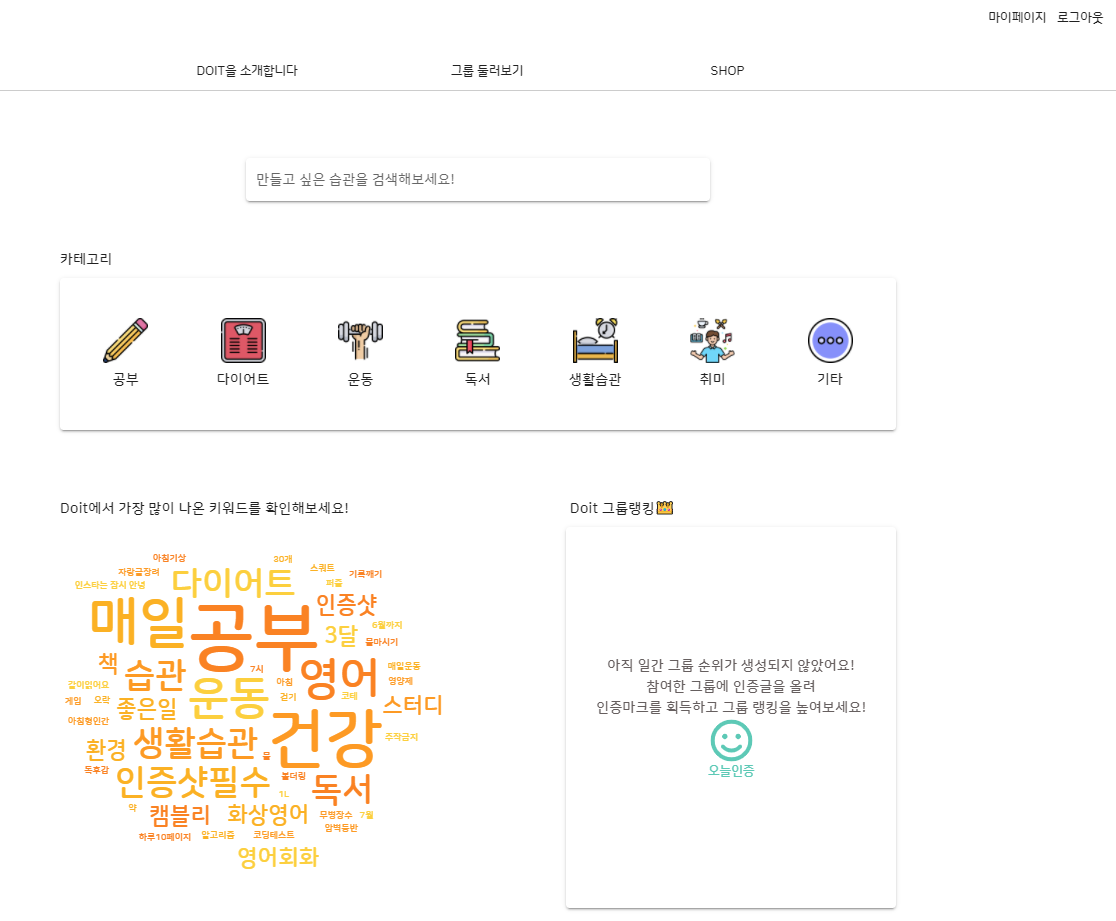 마이페이지 로그아웃
DOIT을 소개합니다 그룹 둘러보기 SHOP
만들고 싶은 습관을 검색해보세요!
카테고리
공부 다이어트 운동 독서 생활습관 취미 기타
Doit에서 가장 많이 나온 키워드를 확인해보세요!
아침기상 30개
자랑글장려 스쿼트 기록깨기
인스타는 잠시 안녕 다이어트 퍼즐
매일 공부 인증샷
3달 6월까지
물마시기
책 습관 7시 영어 매일운동
같이걸어요 아침 영양제
게임 오락 좋은일 운동 걷기 코테 스터디
아침형인간
환경 생활습관 물 건강 주작금지
독후감 인증샷필수 볼더링 독서
1L
악 캠블리 화상영어 무병장수 7월
하루10페이지 알고리즘 코딩테스트 암벽등반
영어회화
Doit 그룹랭킹
아직 일간 그룹 순위가 생성되지 않았어요!
참여한 그룹에 인증글을 올려
인증마크를 획득하고 그룹 랭킹을 높여보세요!
오늘인증